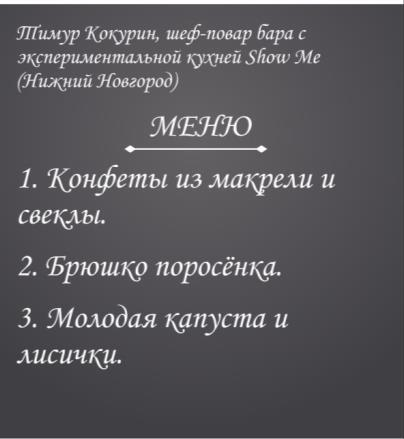 Тимур Кокурин, шеф-повар бара с
экспериментальной кухней Show Me
(Нижний Новгород)
МЕНЮ
1. Конфеты из макрели и
свеклы.
2. Брюшко поросёнка.
3. Молодая капуста и
лисички.